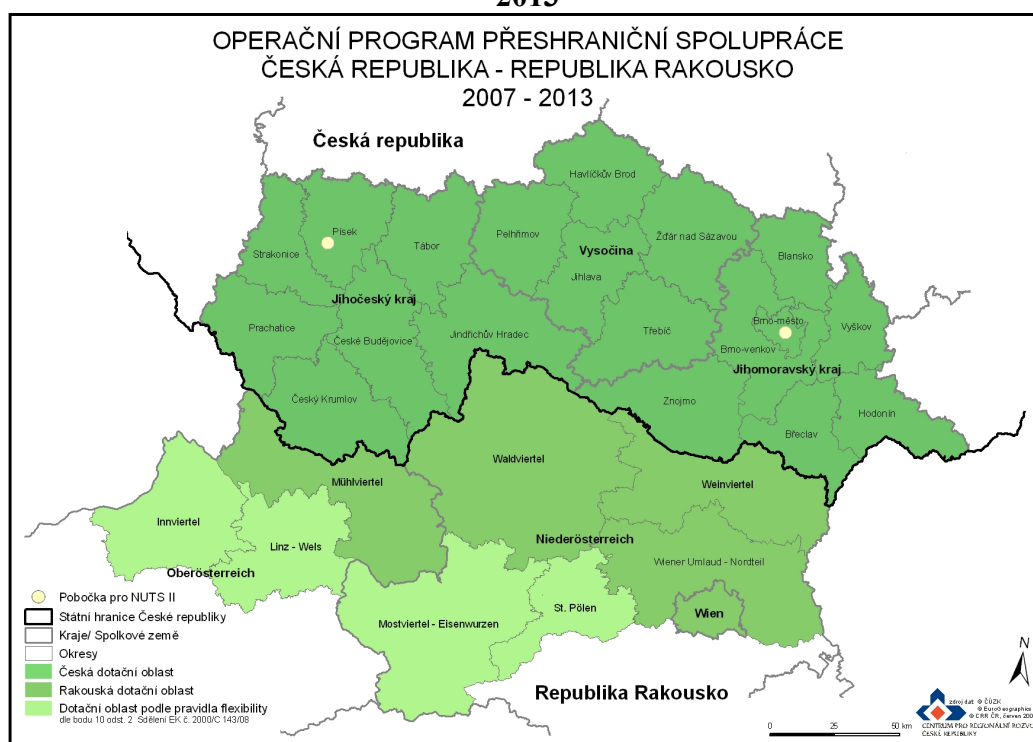 2013
OPERAČNÍ PROGRAM PŘESHRANIČNÍ SPOLUPRÁCE
ČESKÁ REPUBLIKA - REPUBLIKA RAKOUSKO
2007 - 2013
Česká republika
Havlíčkův Brod
Písek
Tábor
Pelhřimov
Vysočina
Žďár nad Sázavou
Strakonice
Blansko
Jihlava
Jihočeský kraj
Prachatice
České Budějovice
Jindřichův Hradec
Třebíč
Brno-město
Vyškov
Brno-venkov
Jihomoravský kraj
Český Krumlov
Znojmo
Hodonín
Břeclav
Waldviertel
Mühlviertel
Weinviertel
Innviertel
Linz - Wels
Niederösterreich
Oberösterreich
Wiener Umlaud - Nordteil
St. Pölen
Wien
Mostviertel - Eisenwurzen
Republika Rakousko
Pobočka pro NUTS II
Státní hranice České republiky
Kraje/ Spolkové země
Okresy
Česká dotační oblast
Rakouská dotační oblast
Dotační oblast podle pravidla flexibility
dle bodu 10 odst. 2 Sdělení EK č. 2000/C 143/08
N
0 25 50 km
zdroj dat © ČÚZK
© EuroGeographics
© CRR ČR, červen 200
CENTRUM PRO REGIONÁLNÍ ROZVOJ
ČESKÉ REPUBLIKY